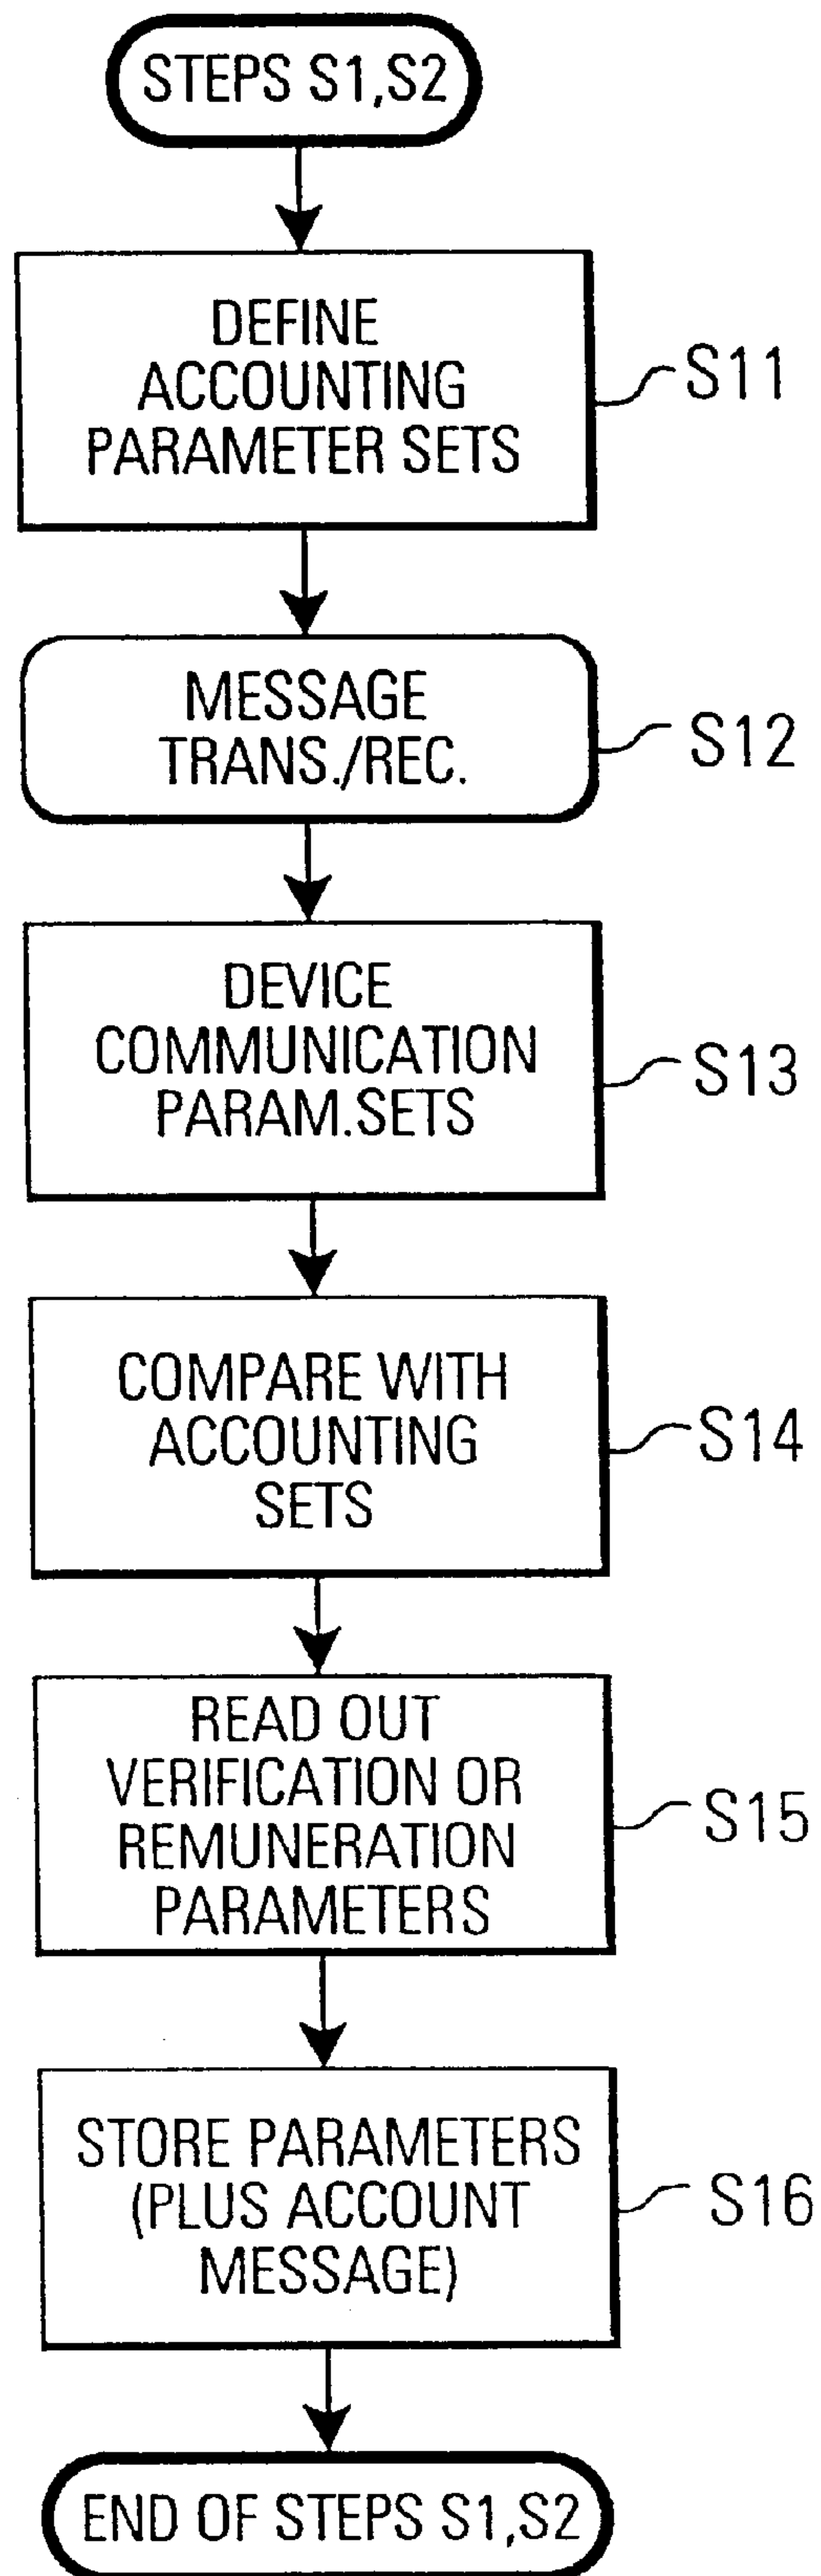 STEPS S1,S2
DEFINE
ACCOUNTING
PARAMETER SETS
S11
MESSAGE
TRANS./REC.
S12
DEVICE
COMMUNICATION
PARAM.SETS
S13
COMPARE WITH
ACCOUNTING
SETS
S14
READ OUT
VERIFICATION OR
REMUNERATION
PARAMETERS
S15
STORE PARAMETERS
(PLUS ACCOUNT
MESSAGE)
S16
END OF STEPS S1,S2